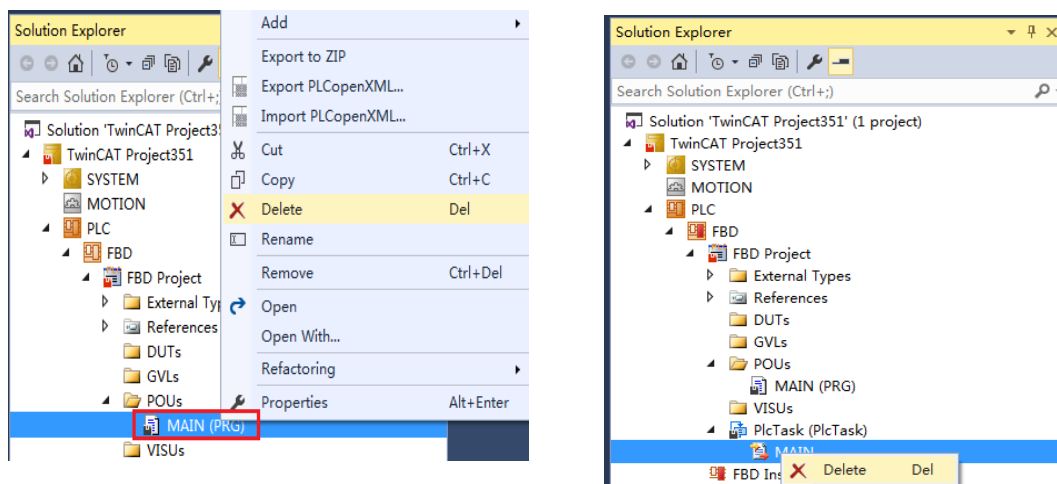 Solution Explorer
Search Solution Explorer (Ctrl+;
Solution 'TwinCAT Project3
TwinCAT Project351
SYSTEM
MOTION
PLC
FBD
FBD Project
External Ty
References
DUTs
GVLs
POUs
MAIN (PRG)
VISUs
Add
Export to ZIP
Export PLCopenXML...
Import PLCopenXML...
Cut Ctrl+X
Copy Ctrl+C
Delete Del
Rename
Remove Ctrl+Del
Open
Open With...
Refactoring
Properties Alt+Enter
Solution Explorer
Search Solution Explorer (Ctrl+;)
Solution 'TwinCAT Project351' (1 project)
TwinCAT Project351
SYSTEM
MOTION
PLC
FBD
FBD Project
External Types
References
DUTs
GVLs
POUs
MAIN (PRG)
VISUs
PlcTask (PlcTask)
MAIN
FBD Ins
Delete Del